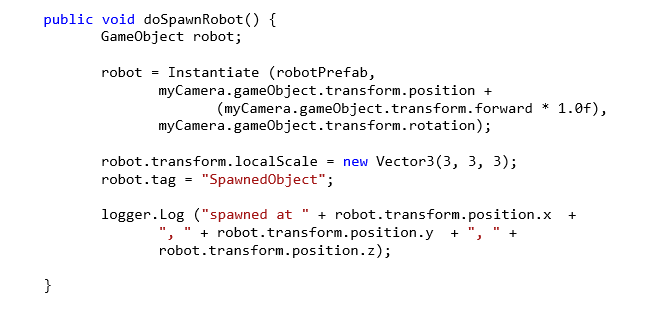 public void doSpawnRobot() {
GameObject robot;
robot = Instantiate (robotPrefab,
myCamera.gameObject.transform.position +
(myCamera.gameObject.transform.forward * 1.0f),
myCamera.gameObject.transform.rotation);
robot.transform.localScale = new Vector3(3, 3, 3);
robot.tag = "SpawnedObject";
logger.Log ("spawned at " + robot.transform.position.x  +
", " + robot.transform.position.y  + ", " +
robot.transform.position.z);
}